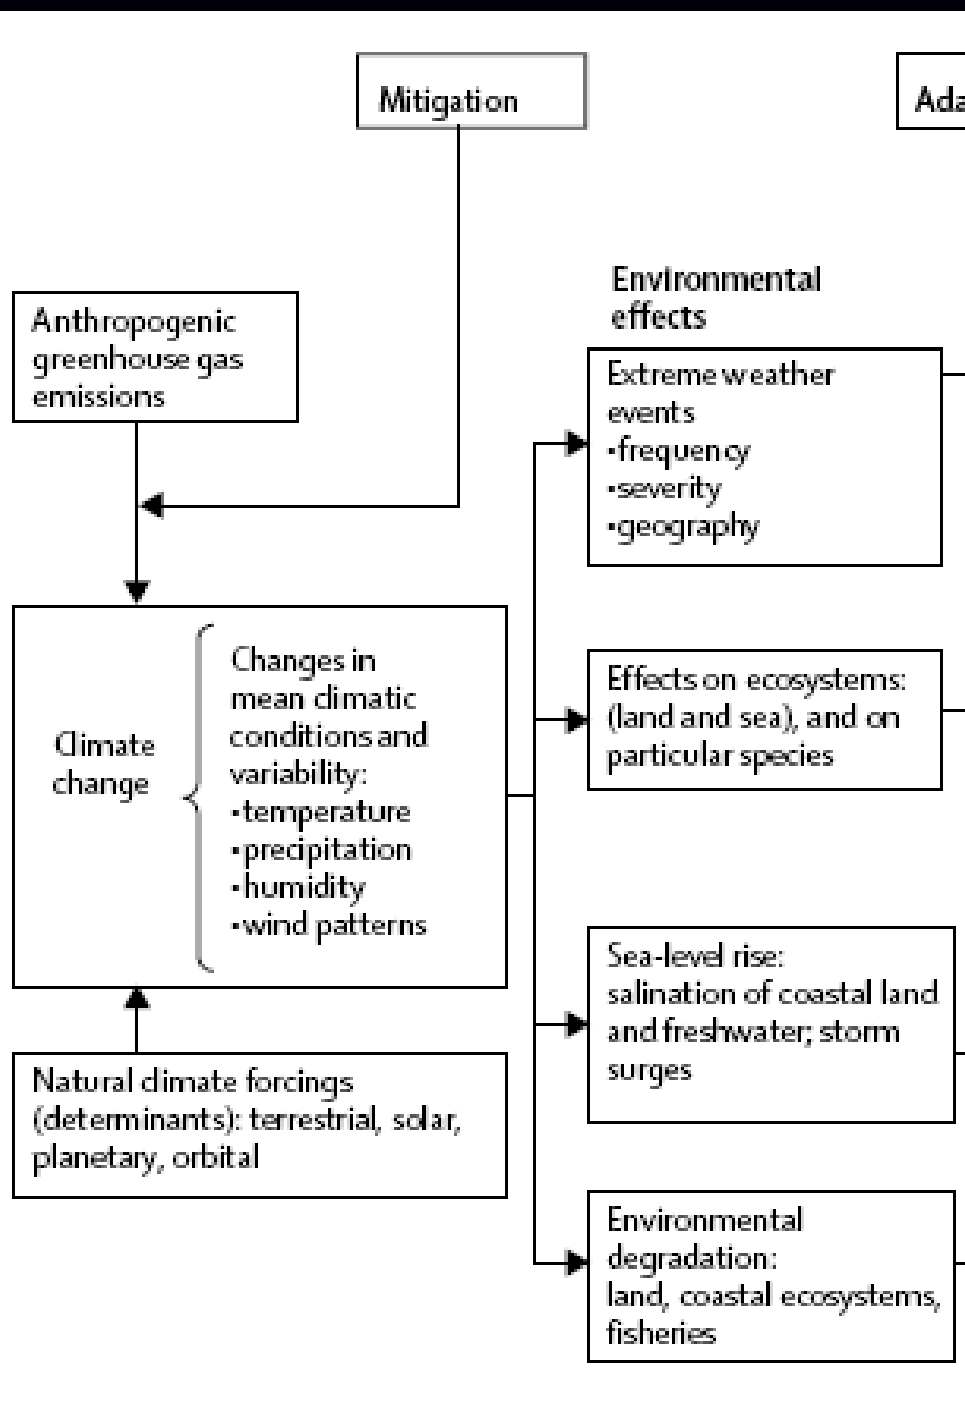 Mitigation
Ada
Environmental
effects
Anthropogenic
greenhouse gas
emissions
Extreme weather
events
•frequency
•severity
•geography
Climate
change
Changes in
mean climatic
conditions and
variability:
•temperature
•precipitation
•humidity
•wind patterns
Effects on ecosystems:
(land and sea), and on
particular species
Sea-level rise:
salination of coastal land
and freshwater; storm
surges
Natural climate forcings
(determinants): terrestrial, solar,
planetary, orbital
Environmental
degradation:
land, coastal ecosystems,
fisheries